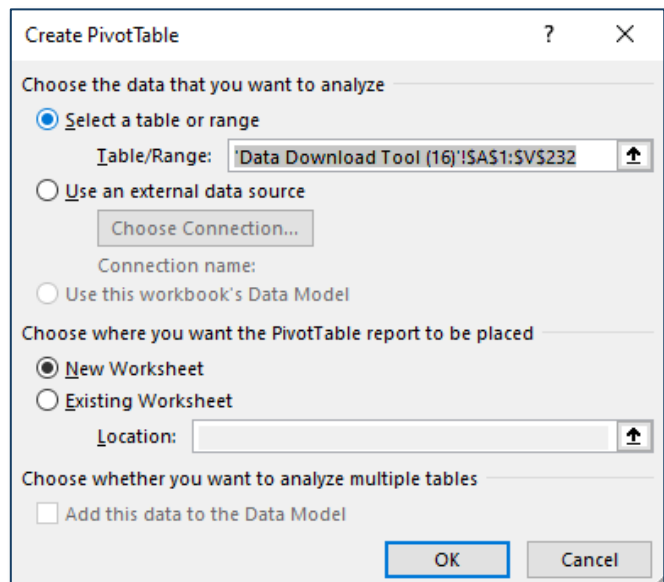 Create PivotTable ?
Choose the data that you want to analyze
Select a table or range
Table/Range: 'Data Download Tool (16)'!$A$1:$V$232
Use an external data source
Choose Connection...
Connection name:
Use this workbook's Data Model
Choose where you want the PivotTable report to be placed
New Worksheet
Existing Worksheet
Location:
Choose whether you want to analyze multiple tables
Add this data to the Data Model
OK Cancel